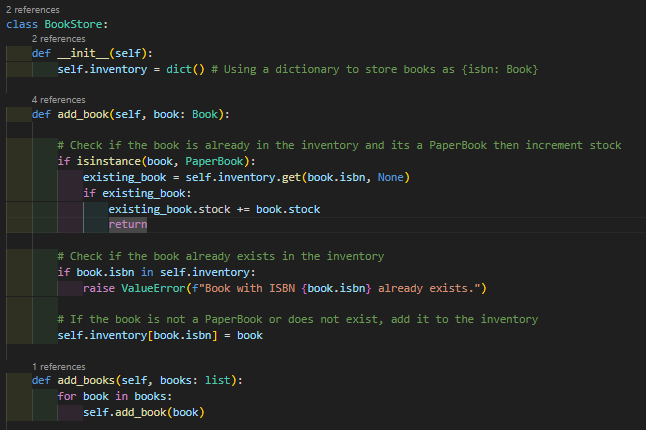 2 references
class BookStore:
2 references
def __init__(self):
self.inventory = dict() # Using a dictionary to store books as {isbn: Book}
4 references
def add_book(self, book: Book):
# Check if the book is already in the inventory and its a PaperBook then increment stock
if isinstance(book, PaperBook):
existing_book = self.inventory.get(book.isbn, None)
if existing_book:
existing_book.stock += book.stock
return
# Check if the book already exists in the inventory
if book.isbn in self.inventory:
raise ValueError(f"Book with ISBN {book.isbn} already exists.")
# If the book is not a PaperBook or does not exist, add it to the inventory
self.inventory[book.isbn] = book
1 references
def add_books(self, books: list):
for book in books:
self.add_book(book)